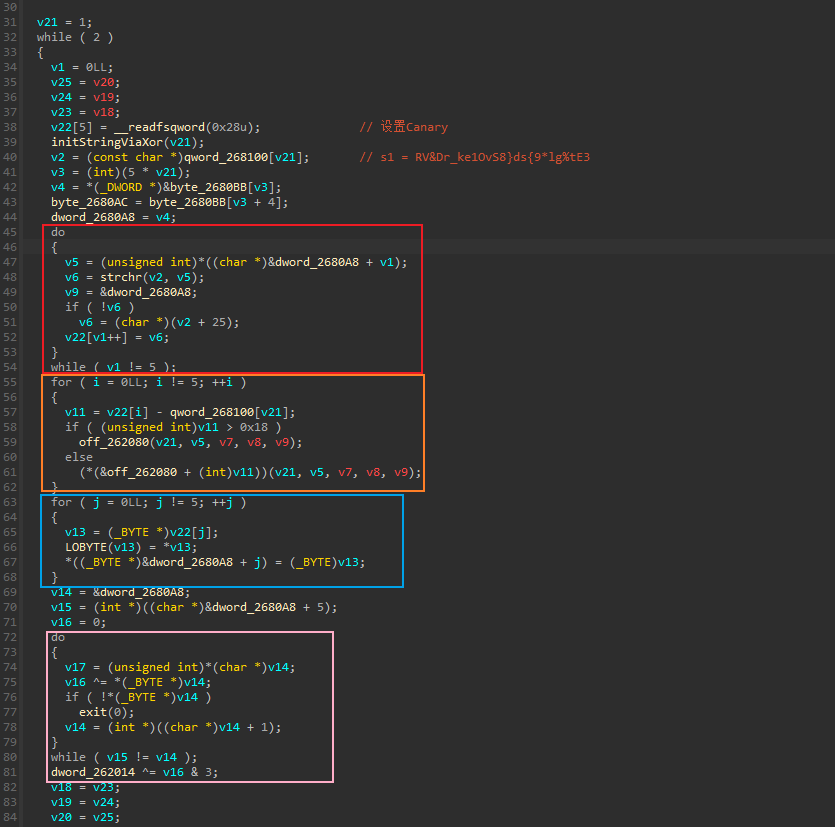 30
31 v21 = 1;
32 while ( 2 )
33 {
34 v1 = 0LL;
35 v25 = v20;
36 v24 = v19;
37 v23 = v18;
38 v22[5] = __readfsqword(0x28u); // 设置Canary
39 initStringViaXor(v21);
40 v2 = (const char *)qword_268100[v21]; // s1 = RV&Dr_ke1OvS8}ds{9*lg%tE3
41 v3 = (int)(5 * v21);
42 v4 = *(_DWORD *)&byte_2680BB[v3];
43 byte_2680AC = byte_2680BB[v3 + 4];
44 dword_2680A8 = v4;
45 do
46 {
47 v5 = (unsigned int)*((char *)&dword_2680A8 + v1);
48 v6 = strchr(v2, v5);
49 v9 = &dword_2680A8;
50 if ( !v6 )
51 v6 = (char *)(v2 + 25);
52 v22[v1++] = v6;
53 }
54 while ( v1 != 5 );
55 for ( i = 0LL; i != 5; ++i )
56 {
57 v11 = v22[i] - qword_268100[v21];
58 if ( (unsigned int)v11 > 0x18 )
59 off_262080(v21, v5, v7, v8, v9);
60 else
61 (*(&off_262080 + (int)v11))(v21, v5, v7, v8, v9);
62 }
63 for ( j = 0LL; j != 5; ++j )
64 {
65 v13 = (_BYTE *)v22[j];
66 LOBYTE(v13) = *v13;
67 *((_BYTE *)&dword_2680A8 + j) = (_BYTE)v13;
68 }
69 v14 = &dword_2680A8;
70 v15 = (int *)((char *)&dword_2680A8 + 5);
71 v16 = 0;
72 do
73 {
74 v17 = (unsigned int)*(char *)v14;
75 v16 ^= *(_BYTE *)v14;
76 if ( !*(_BYTE *)v14 )
77 exit(0);
78 v14 = (int *)((char *)v14 + 1);
79 }
80 while ( v15 != v14 );
81 dword_262014 ^= v16 & 3;
82 v18 = v23;
83 v19 = v24;
84 v20 = v25;